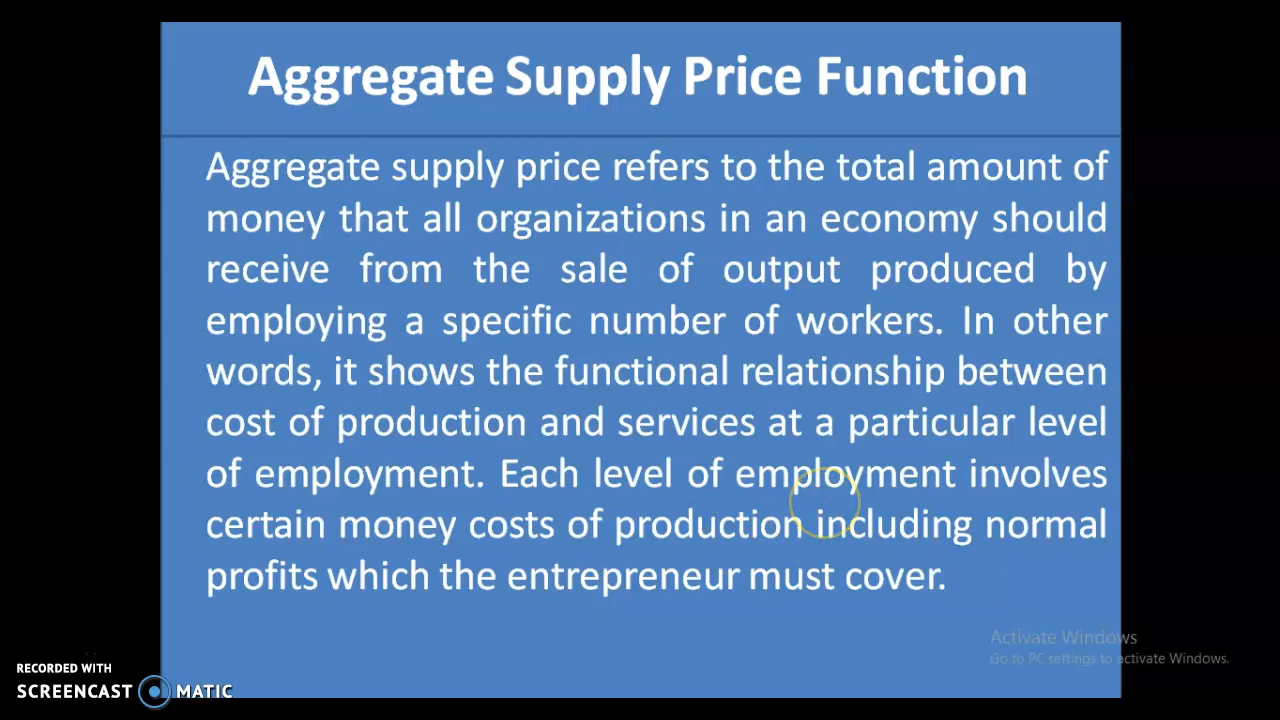 Aggregate Supply Price Function
Aggregate supply price refers to the total amount of
money that all organizations in an economy should
receive from the sale of output produced by
employing a specific number of workers. In other
words, it shows the functional relationship between
cost of production and services at a particular level
of employment. Each level of employment involves
certain money costs of production including normal
profits which the entrepreneur must cover.
Activate Windows
Go to PC settings to activate Windows.
RECORDED WITH
SCREENCAST MATIC